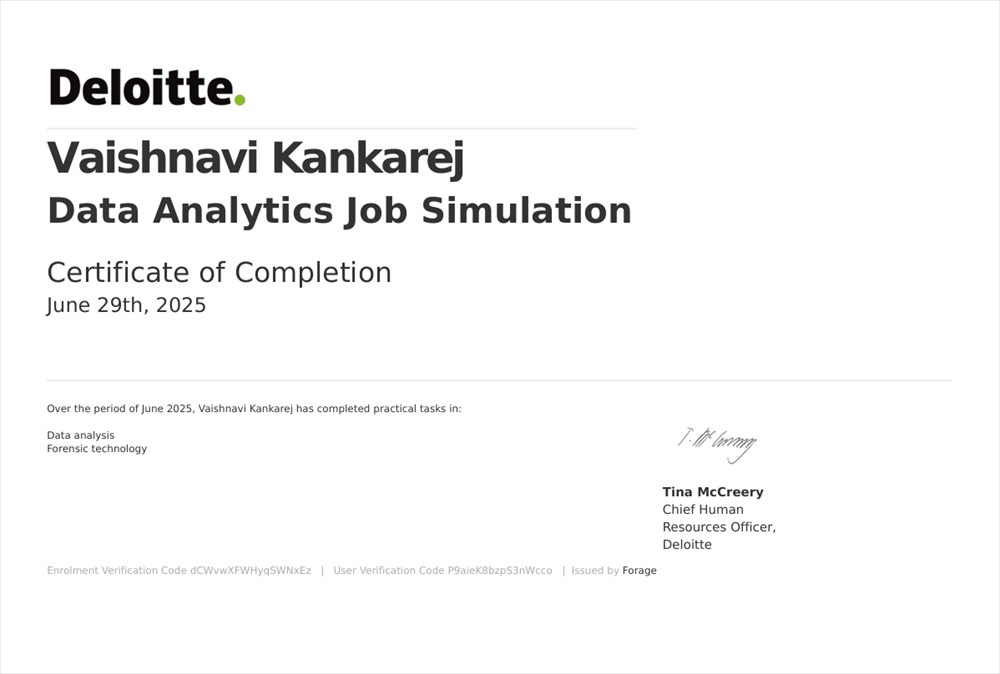 Deloitte.
Vaishnavi Kankarej
Data Analytics Job Simulation
Certificate of Completion
June 29th, 2025
Over the period of June 2025, Vaishnavi Kankarej has completed practical tasks in:
Data analysis
Forensic technology
T. McCreery
Tina McCreery
Chief Human
Resources Officer,
Deloitte
Enrolment Verification Code dCWvwXFWHyqSWNxEz | User Verification Code P9aieK8bzpS3nWcco | Issued by Forage